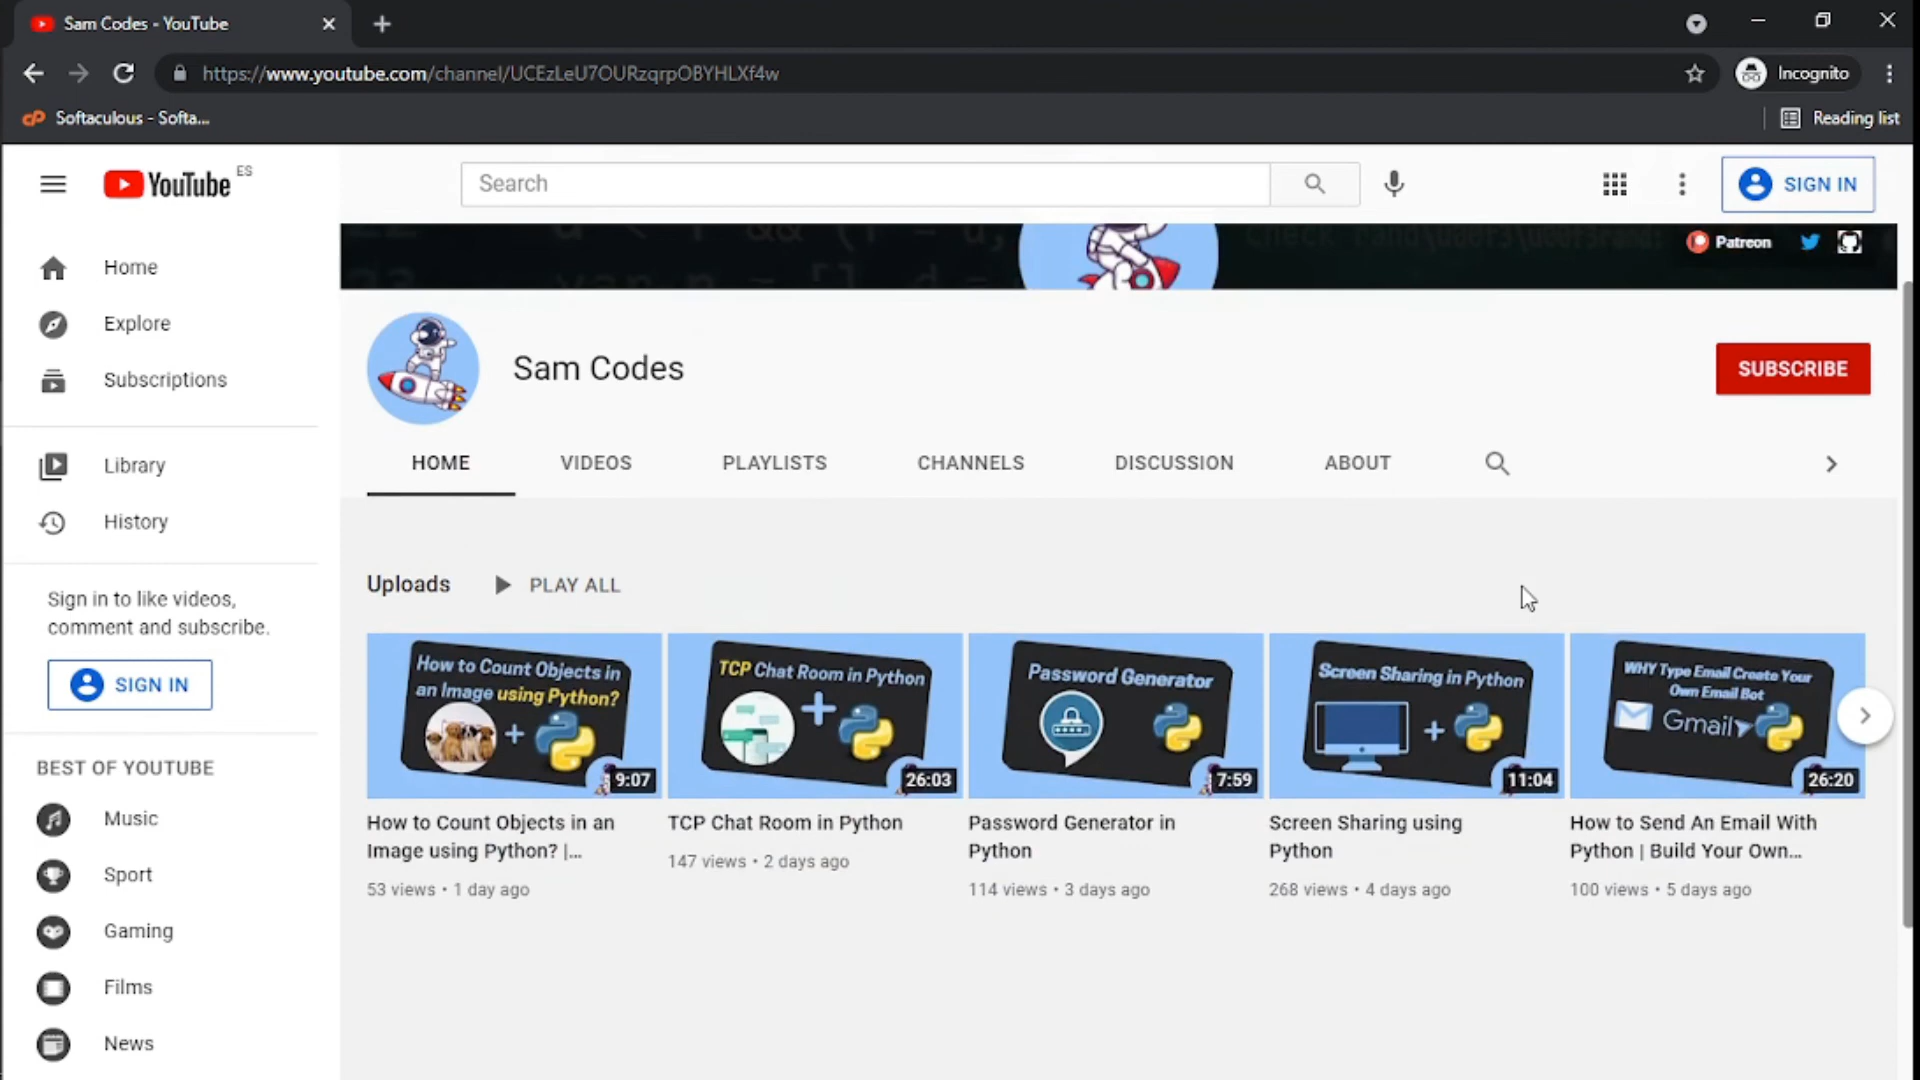 Sam Codes - YouTube
https://www.youtube.com/channel/UCEzLeU7OURzqrpOBYHLXf4w
Incognito
Softaculous - Softa...
Reading list
YouTube ES
Search
SIGN IN
Home
Explore
Subscriptions
Library
History
Sign in to like videos,
comment and subscribe.
SIGN IN
BEST OF YOUTUBE
Music
Sport
Gaming
Films
News
Patreon
Sam Codes
SUBSCRIBE
HOME VIDEOS PLAYLISTS CHANNELS DISCUSSION ABOUT
Uploads PLAY ALL
How to Count Objects in
an Image using Python?
9:07
How to Count Objects in an
Image using Python? |...
53 views • 1 day ago
TCP Chat Room in Python
26:03
TCP Chat Room in Python
147 views • 2 days ago
Password Generator
7:59
Password Generator in
Python
114 views • 3 days ago
Screen Sharing in Python
11:04
Screen Sharing using
Python
268 views • 4 days ago
WHY Type Email Create Your
Own Email Bot
Gmail
26:20
How to Send An Email With
Python | Build Your Own...
100 views • 5 days ago